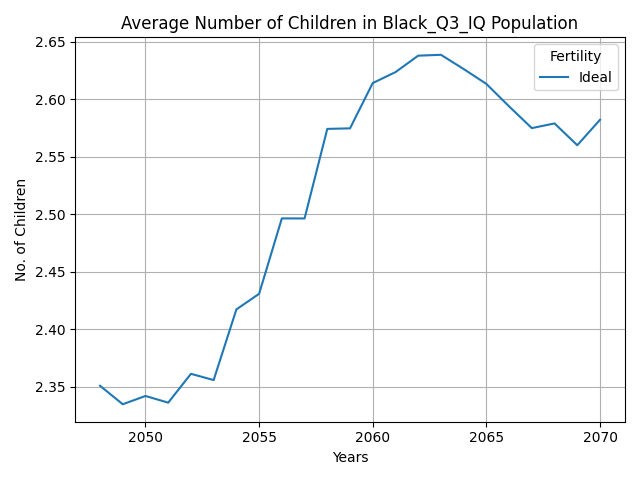 Average Number of Children in Black_Q3_IQ Population
Fertility
Ideal
No. of Children
2.65
2.60
2.55
2.50
2.45
2.40
2.35
2050 2055 2060 2065 2070
Years